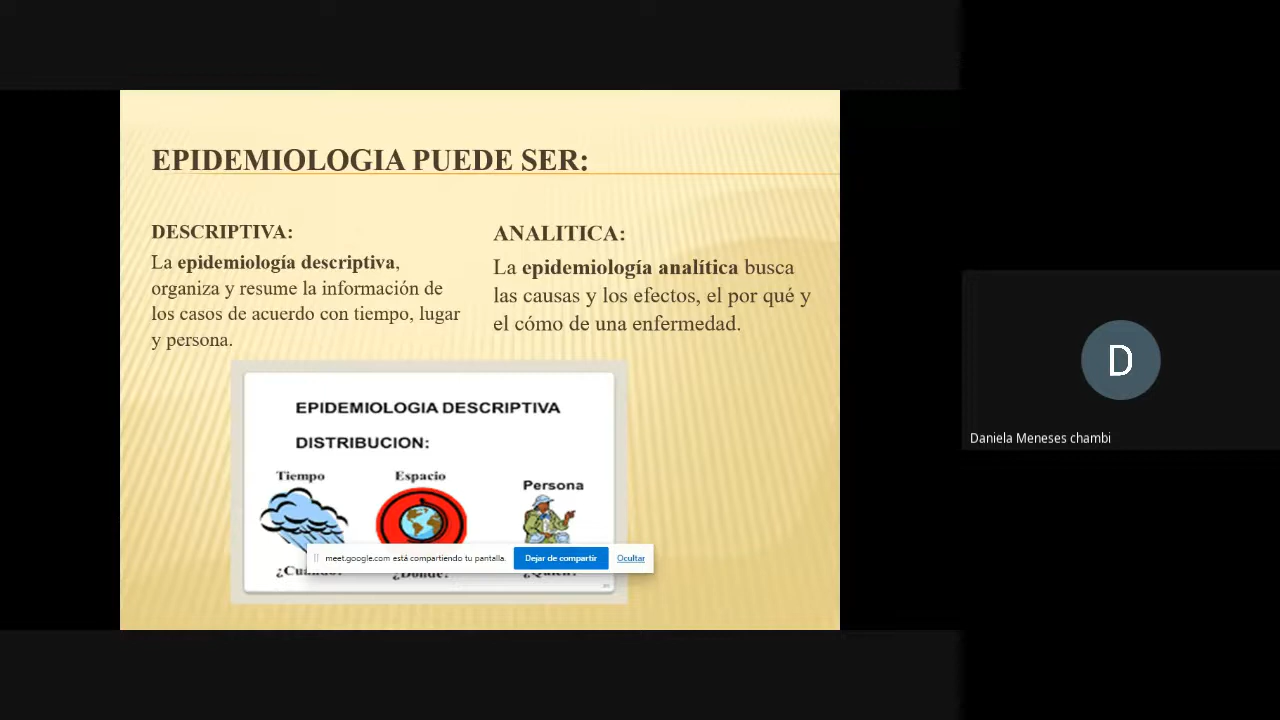 EPIDEMIOLOGIA PUEDE SER:
DESCRIPTIVA:
La epidemiología descriptiva,
organiza y resume la información de
los casos de acuerdo con tiempo, lugar
y persona.
ANALITICA:
La epidemiología analítica busca
las causas y los efectos, el por qué y
el cómo de una enfermedad.
EPIDEMIOLOGIA DESCRIPTIVA
DISTRIBUCION:
Tiempo
Espacio
Persona
meet.google.com está compartiendo tu pantalla.
Dejar de compartir
Ocultar
D
Daniela Meneses chambi